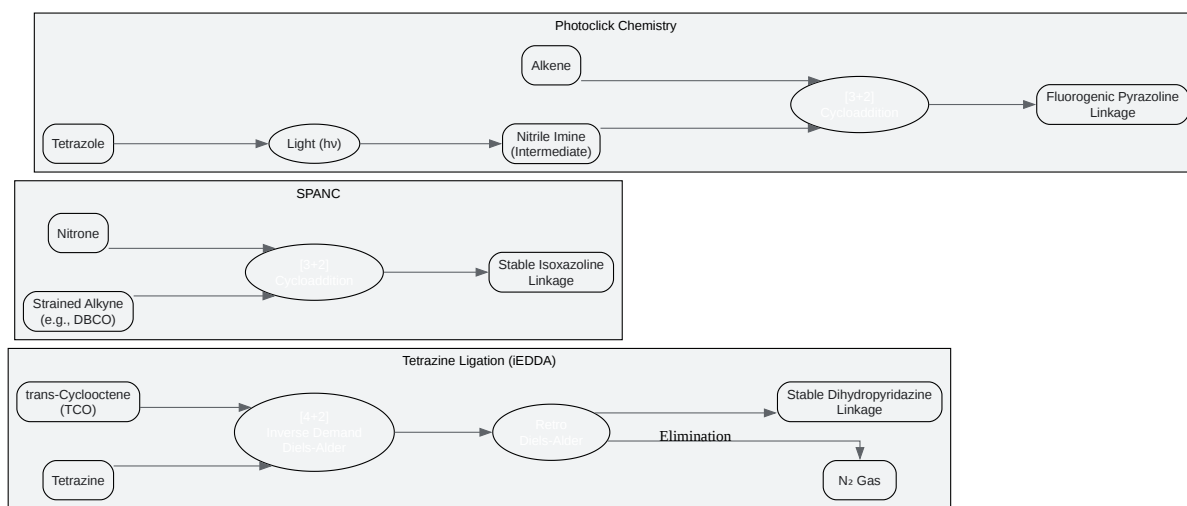 Photoclick Chemistry
Alkene
[3+2]
Cycloaddition
Fluorogenic Pyrazoline
Linkage
Tetrazole
Light (hv)
Nitrile Imine
(Intermediate)
SPANC
Nitrone
[3+2]
Cycloaddition
Stable Isoxazoline
Linkage
Strained Alkyne
(e.g., DBCO)
Tetrazine Ligation (iEDDA)
trans-Cyclooctene
(TCO)
[4+2]
Inverse Demand
Diels-Alder
Retro
Diels-Alder
Stable Dihydropyridazine
Linkage
Elimination
Tetrazine
N₂ Gas